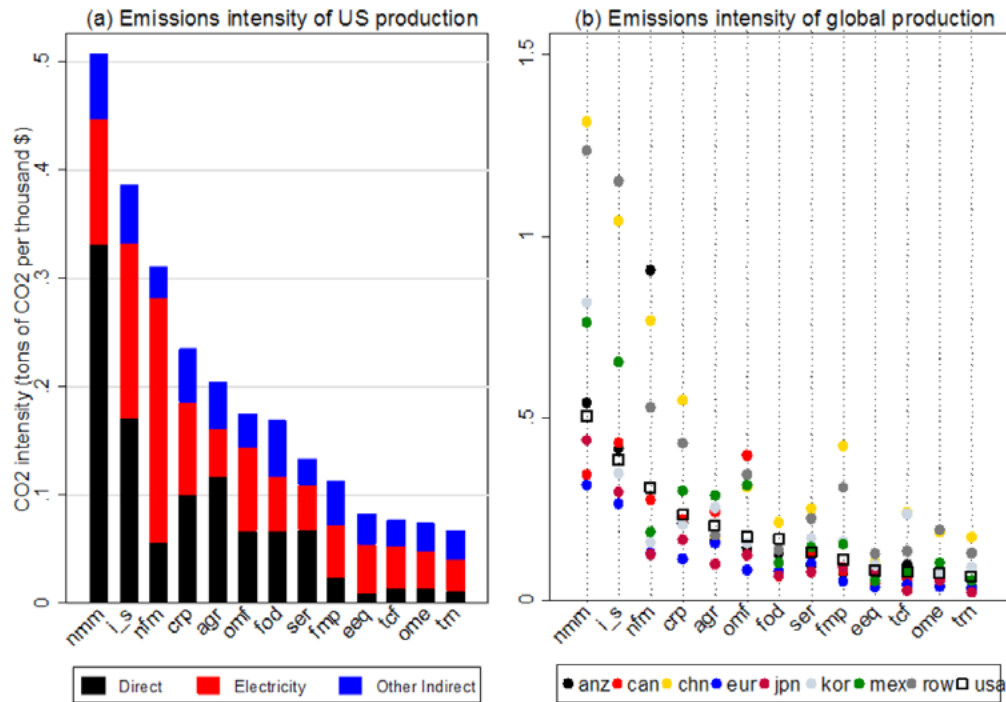 (a) Emissions intensity of US production
CO2 intensity (tons of CO2 per thousand $)
.5
.4
.3
.2
.1
0
nmm i_s nfm crp agr omf fod ser fmp eeq tcf ome trn
Direct Electricity Other Indirect
(b) Emissions intensity of global production
1.5
1
.5
0
nmm i_s nfm crp agr omf fod ser fmp eeq tcf ome trn
anz can chn eur jpn kor mex row usa